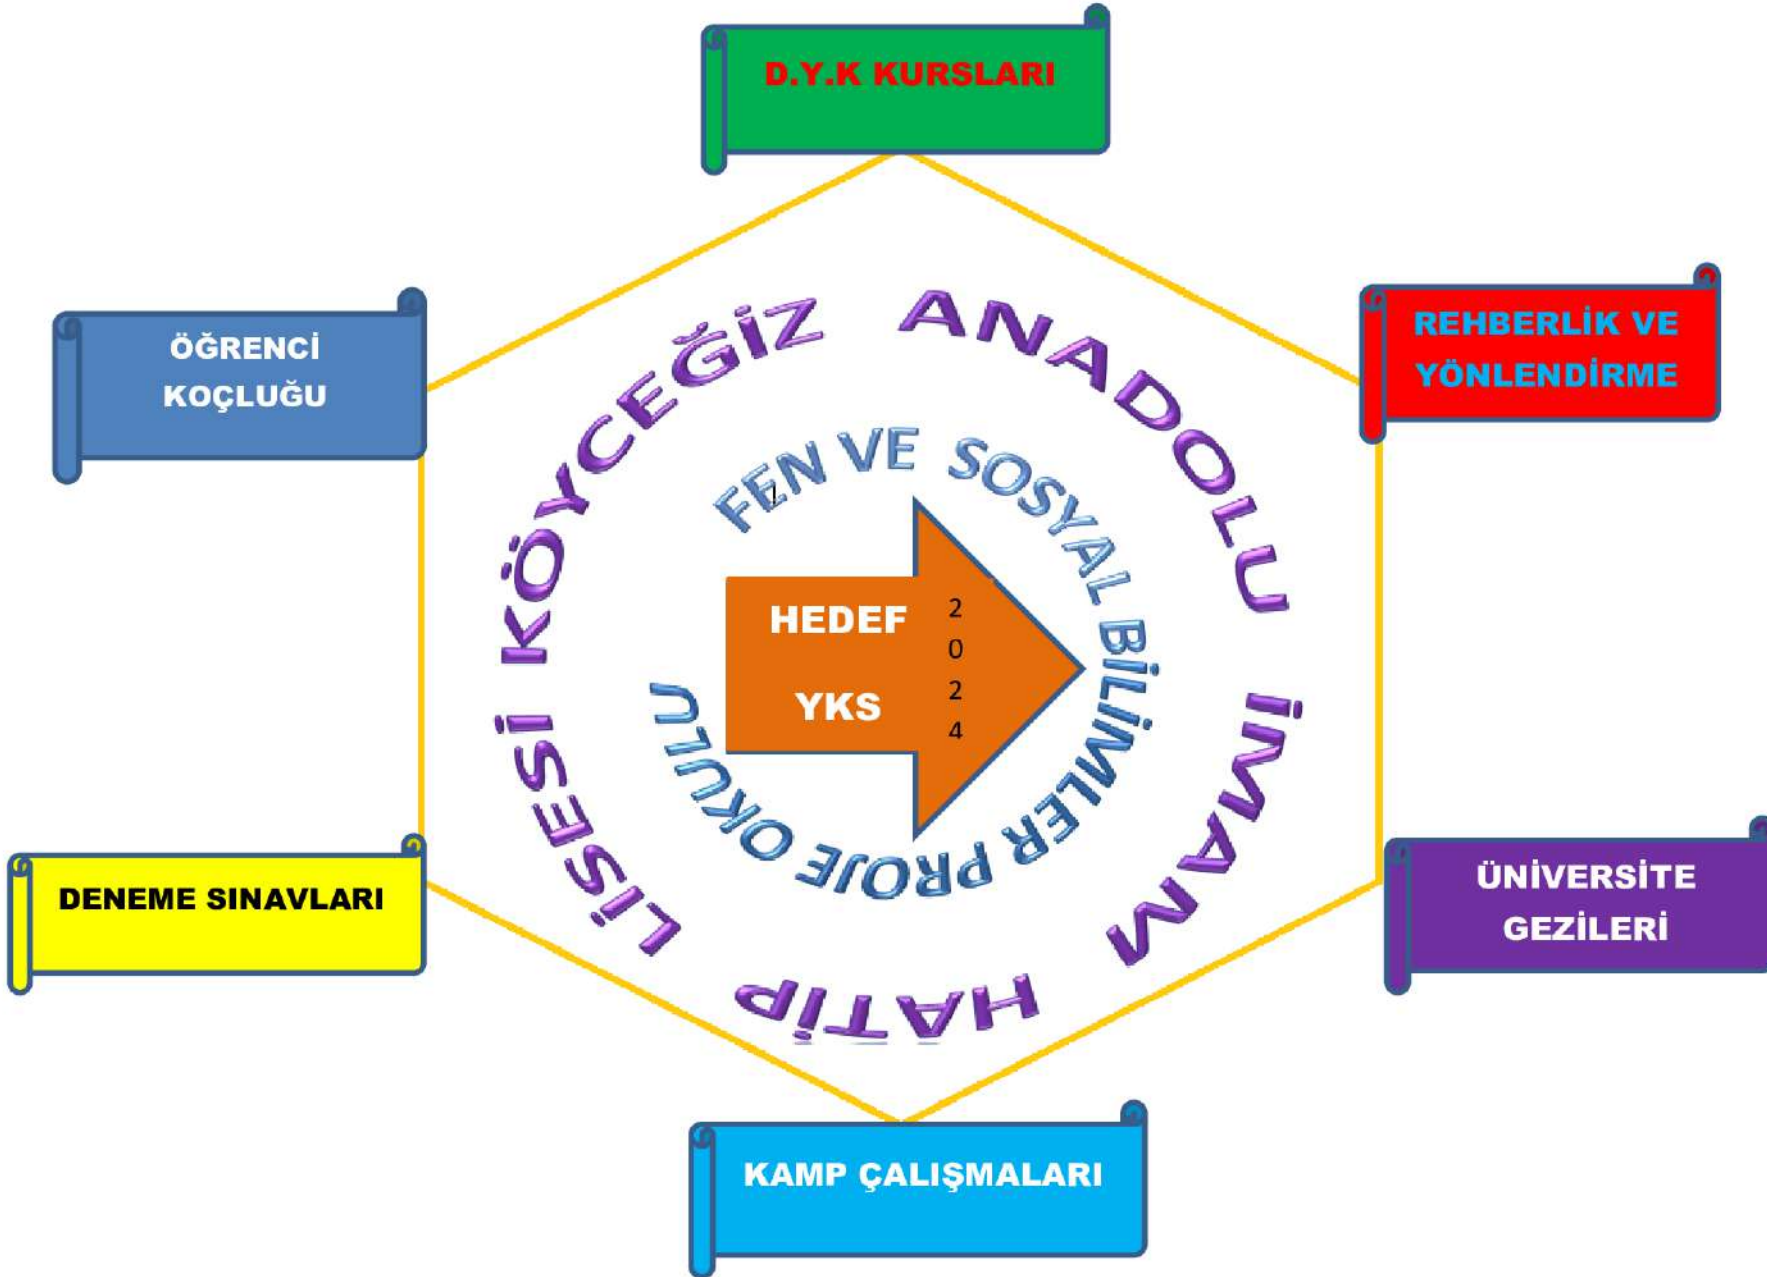 D.Y.K KURSLARI
ÖĞRENCİ
KOÇLUĞU
REHBERLİK VE
YÖNLENDİRME
KÖYCEĞİZ ANADOLU İMAM HATİP LİSESİ
FEN VE SOSYAL BİLİMLER PROJE OKULU
HEDEF
YKS
2
0
2
4
DENEME SINAVLARI
ÜNİVERSİTE
GEZİLERİ
KAMP ÇALIŞMALARI